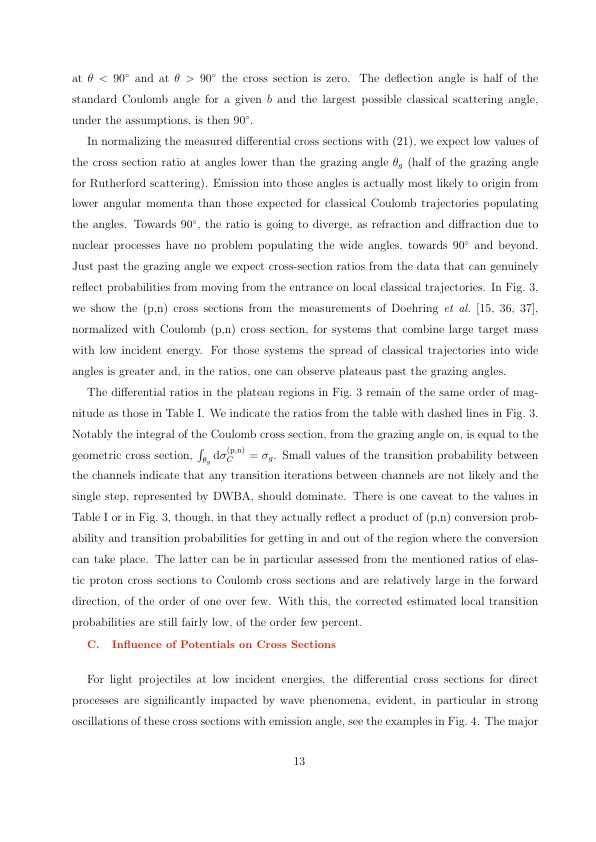 at θ < 90° and at θ > 90° the cross section is zero. The deflection angle is half of the
standard Coulomb angle for a given b and the largest possible classical scattering angle,
under the assumptions, is then 90°.
In normalizing the measured differential cross sections with (21), we expect low values of
the cross section ratio at angles lower than the grazing angle θ_g (half of the grazing angle
for Rutherford scattering). Emission into those angles is actually most likely to origin from
lower angular momenta than those expected for classical Coulomb trajectories populating
the angles. Towards 90°, the ratio is going to diverge, as refraction and diffraction due to
nuclear processes have no problem populating the wide angles, towards 90° and beyond.
Just past the grazing angle we expect cross-section ratios from the data that can genuinely
reflect probabilities from moving from the entrance on local classical trajectories. In Fig. 3,
we show the (p,n) cross sections from the measurements of Doehring et al. [15, 36, 37],
normalized with Coulomb (p,n) cross section, for systems that combine large target mass
with low incident energy. For those systems the spread of classical trajectories into wide
angles is greater and, in the ratios, one can observe plateaus past the grazing angles.
The differential ratios in the plateau regions in Fig. 3 remain of the same order of mag-
nitude as those in Table I. We indicate the ratios from the table with dashed lines in Fig. 3.
Notably the integral of the Coulomb cross section, from the grazing angle on, is equal to the
geometric cross section, ∫_{θ_g} dσ_C^{(p,n)} = σ_g. Small values of the transition probability between
the channels indicate that any transition iterations between channels are not likely and the
single step, represented by DWBA, should dominate. There is one caveat to the values in
Table I or in Fig. 3, though, in that they actually reflect a product of (p,n) conversion prob-
ability and transition probabilities for getting in and out of the region where the conversion
can take place. The latter can be in particular assessed from the mentioned ratios of elas-
tic proton cross sections to Coulomb cross sections and are relatively large in the forward
direction, of the order of one over few. With this, the corrected estimated local transition
probabilities are still fairly low, of the order few percent.
C. Influence of Potentials on Cross Sections
For light projectiles at low incident energies, the differential cross sections for direct
processes are significantly impacted by wave phenomena, evident, in particular in strong
oscillations of these cross sections with emission angle, see the examples in Fig. 4. The major
13